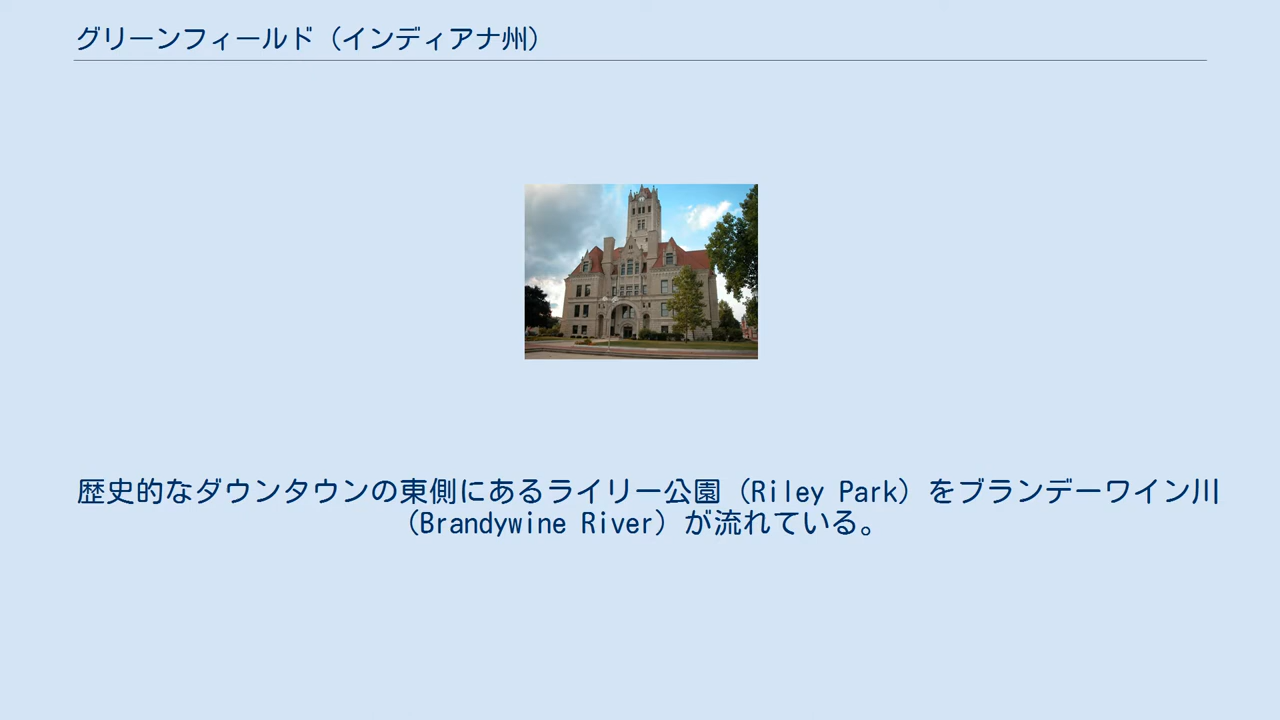 グリーンフィールド（インディアナ州）
歴史的なダウンタウンの東側にあるライリー公園（Riley Park）をブランデーワイン川
（Brandywine River）が流れている。